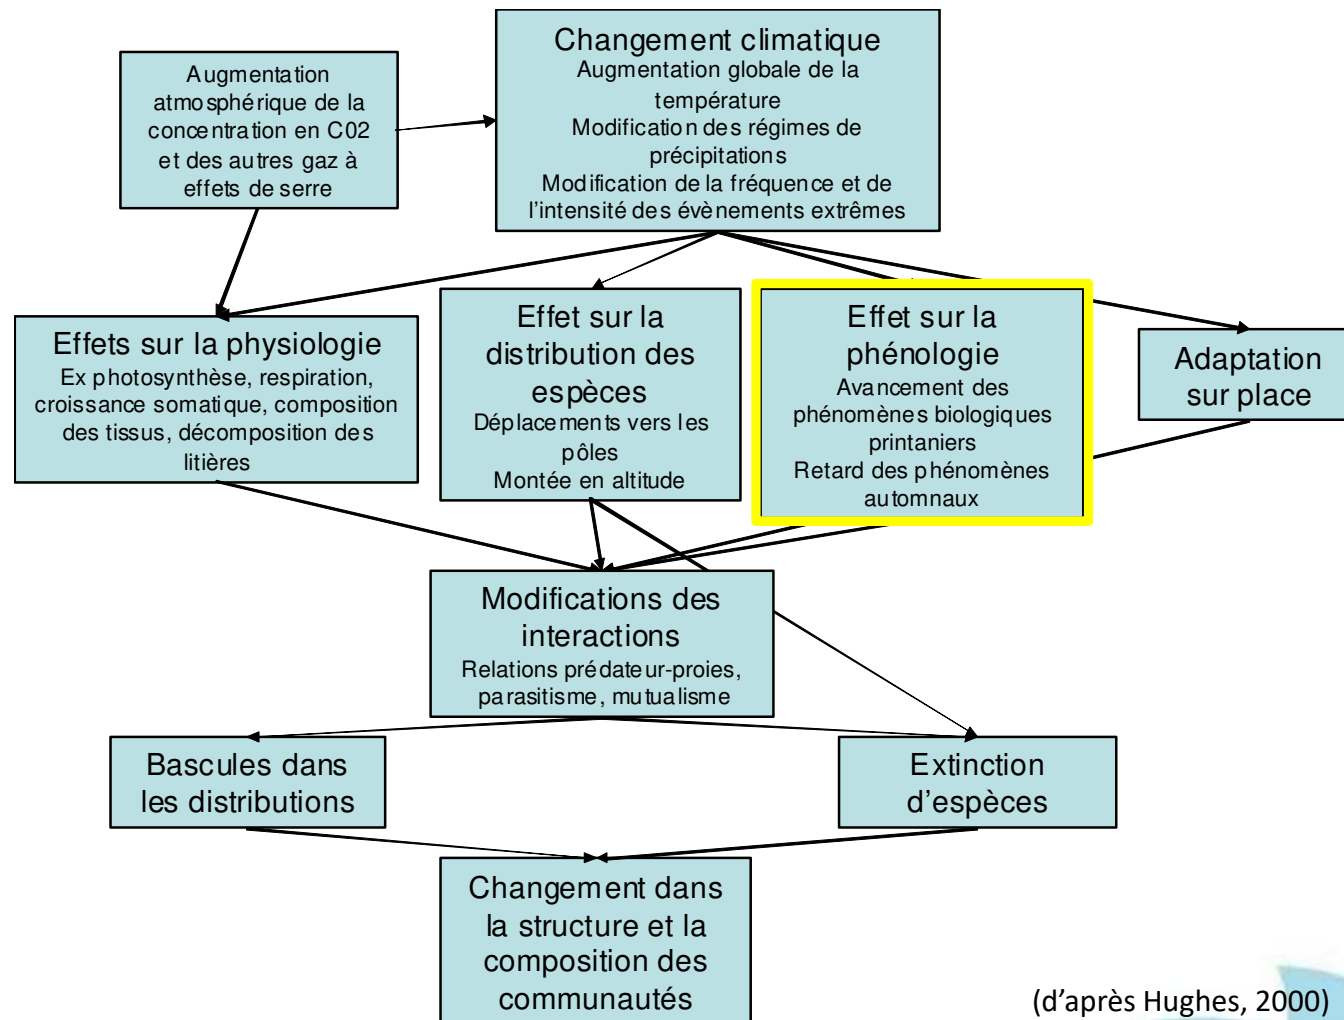 Augmentation
atmosphérique de la
concentration en C02
et des autres gaz à
effets de serre
Changement climatique
Augmentation globale de la
température
Modification des régimes de
précipitations
Modification de la fréquence et de
l'intensité des évènements extrêmes
Effets sur la physiologie
Ex photosynthèse, respiration,
croissance somatique, composition
des tissus, décomposition des
litières
Effet sur la
distribution des
espèces
Déplacements vers les
pôles
Montée en altitude
Effet sur la
phénologie
Avancement des
phénomènes biologiques
printaniers
Retard des phénomènes
automnaux
Adaptation
sur place
Modifications des
interactions
Relations prédateur-proies,
parasitisme, mutualisme
Bascules dans
les distributions
Extinction
d'espèces
Changement dans
la structure et la
composition des
communautés
(d'après Hughes, 2000)